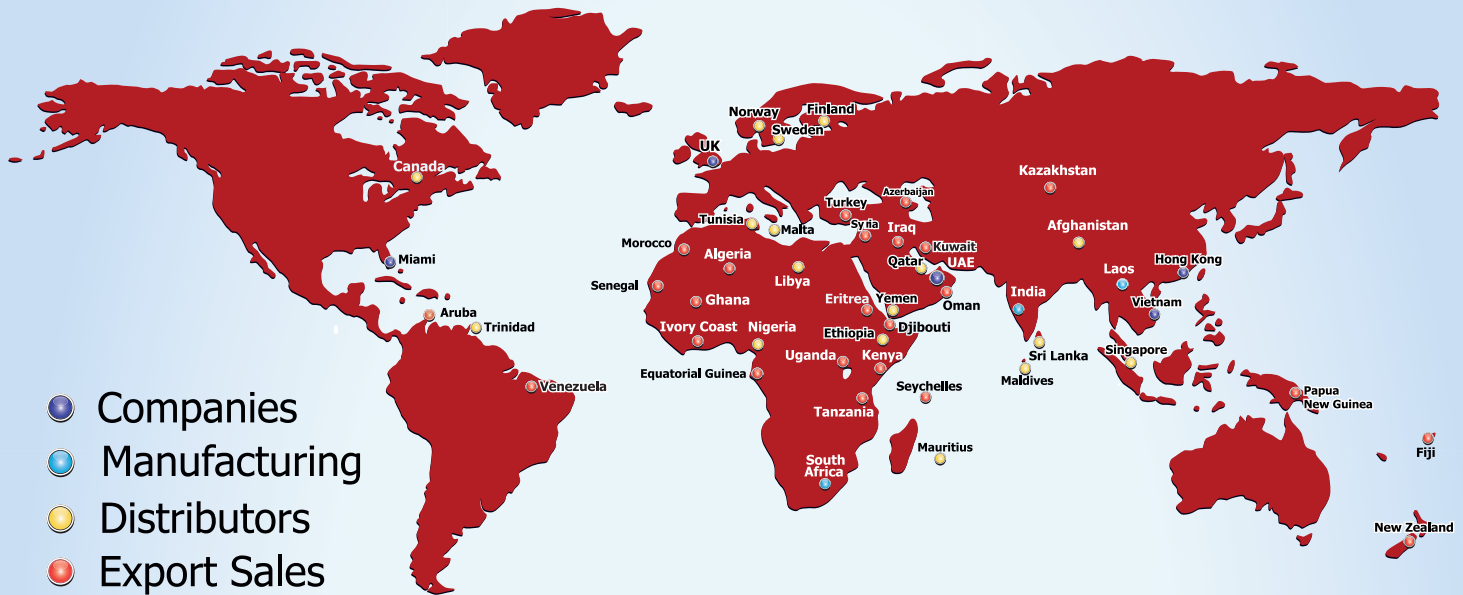 Norway
Finland
Sweden
UK
Canada
Kazakhstan
Azerbaijan
Turkey
Tunisia
Malta
Syria
Iraq
Afghanistan
Morocco
Kuwait
Algeria
Qatar
UAE
Hong Kong
Miami
Libya
Laos
Senegal
Ghana
Eritrea
Yemen
Oman
India
Vietnam
Aruba
Trinidad
Ivory Coast
Nigeria
Ethiopia
Djibouti
Uganda
Kenya
Sri Lanka
Singapore
Maldives
Equatorial Guinea
Venezuela
Seychelles
Papua
New Guinea
Tanzania
Companies
Mauritius
Fiji
Manufacturing
South
Africa
Distributors
New Zealand
Export Sales